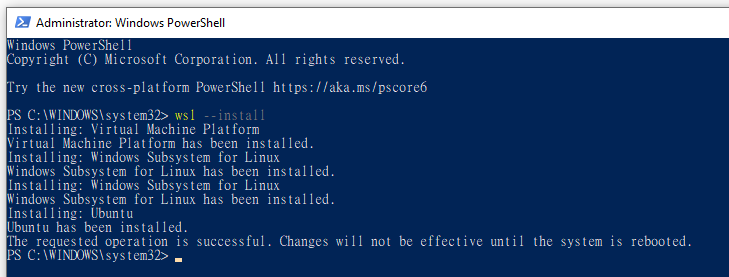 Administrator: Windows PowerShell
Windows PowerShell
Copyright (C) Microsoft Corporation. All rights reserved.
Try the new cross-platform PowerShell https://aka.ms/pscore6
PS C:\WINDOWS\system32> wsl --install
Installing: Virtual Machine Platform
Virtual Machine Platform has been installed.
Installing: Windows Subsystem for Linux
Windows Subsystem for Linux has been installed.
Installing: Windows Subsystem for Linux
Windows Subsystem for Linux has been installed.
Installing: Ubuntu
Ubuntu has been installed.
The requested operation is successful. Changes will not be effective until the system is rebooted.
PS C:\WINDOWS\system32>